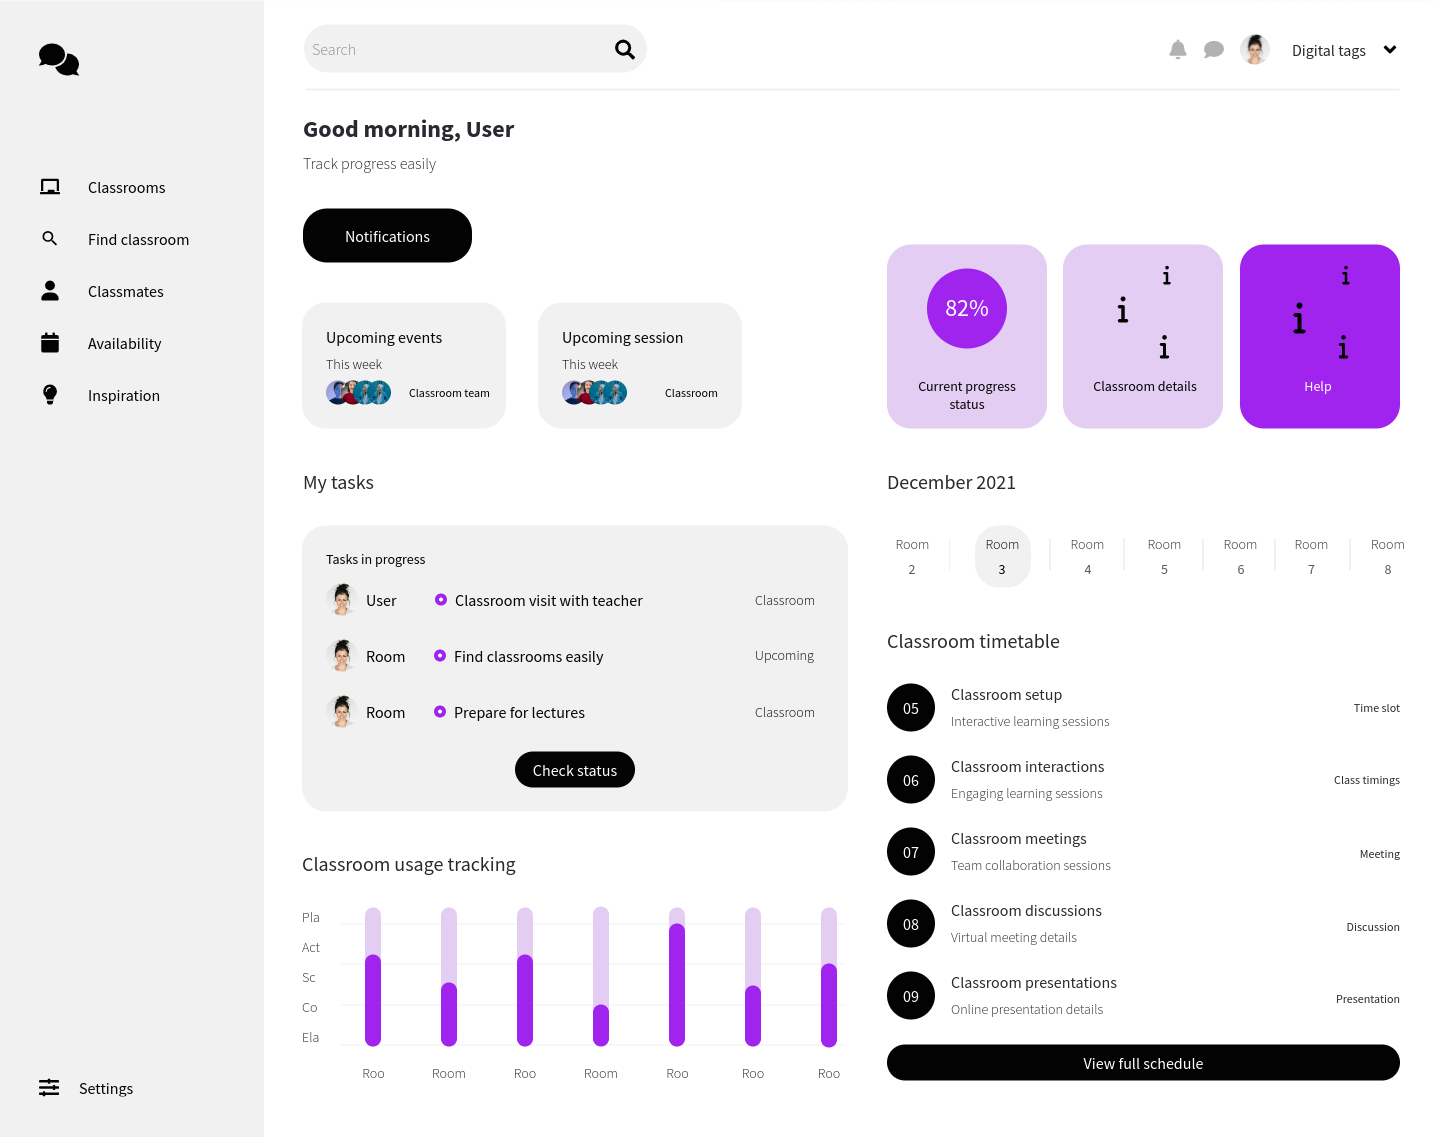 Search
Digital tags
Classrooms
Find classroom
Classmates
Availability
Inspiration
Settings
Good morning, User
Track progress easily
Notifications
Upcoming events
This week
Classroom team
Upcoming session
This week
Classroom
82%
Current progress
status
i
i
i
Classroom details
i
i
i
Help
My tasks
Tasks in progress
User
Classroom visit with teacher
Classroom
Room
Find classrooms easily
Upcoming
Room
Prepare for lectures
Classroom
Check status
December 2021
Room Room Room Room Room Room Room
2 3 4 5 6 7 8
Classroom timetable
05
Classroom setup
Interactive learning sessions
Time slot
06
Classroom interactions
Engaging learning sessions
Class timings
07
Classroom meetings
Team collaboration sessions
Meeting
08
Classroom discussions
Virtual meeting details
Discussion
09
Classroom presentations
Online presentation details
Presentation
View full schedule
Classroom usage tracking
Pla
Act
Sc
Co
Ela
Roo Room Roo Room Roo Roo Roo